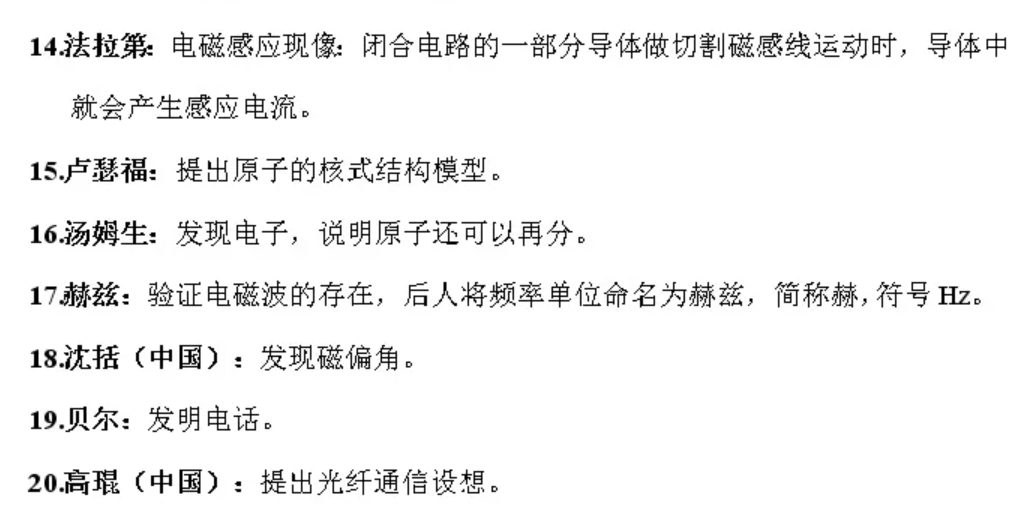 14.法拉第：电磁感应现像：闭合电路的一部分导体做切割磁感线运动时，导体中
就会产生感应电流。
15.卢瑟福：提出原子的核式结构模型。
16.汤姆生：发现电子，说明原子还可以再分。
17.赫兹：验证电磁波的存在，后人将频率单位命名为赫兹，简称赫，符号 Hz。
18.沈括（中国）：发现磁偏角。
19.贝尔：发明电话。
20.高琨（中国）：提出光纤通信设想。